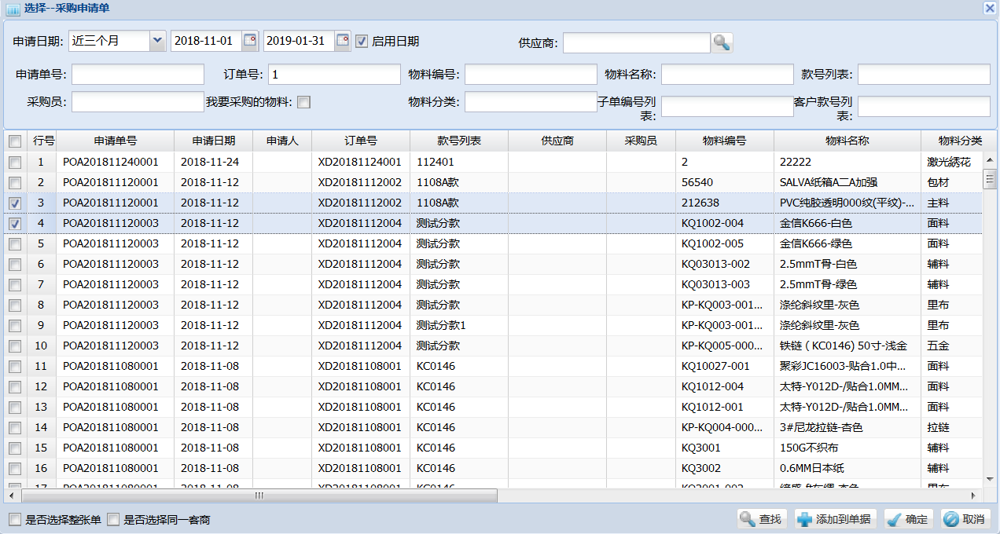 选择--采购申请单
申请日期: 近三个月 2018-11-01 2019-01-31 启用日期 供应商:
申请单号: 订单号: 1 物料编号: 物料名称: 款号列表:
采购员: 我要采购的物料: 物料分类: 子单编号列表: 客户款号列表:
行号 申请单号 申请日期 申请人 订单号 款号列表 供应商 采购员 物料编号 物料名称 物料分类
1 POA201811240001 2018-11-24 XD20181124001 112401 2 22222 激光綉花
2 POA201811120001 2018-11-12 XD20181112002 1108A款 56540 SALVA纸箱A二A加强 包材
3 POA201811120001 2018-11-12 XD20181112002 1108A款 212638 PVC纯胶透明000纹(平纹)-... 主料
4 POA201811120003 2018-11-12 XD20181112004 测试分款 KQ1002-004 金信K666-白色 面料
5 POA201811120003 2018-11-12 XD20181112004 测试分款 KQ1002-005 金信K666-绿色 面料
6 POA201811120003 2018-11-12 XD20181112004 测试分款 KQ03013-002 2.5mmT骨-白色 辅料
7 POA201811120003 2018-11-12 XD20181112004 测试分款 KQ03013-003 2.5mmT骨-绿色 辅料
8 POA201811120003 2018-11-12 XD20181112004 测试分款 KP-KQ003-001... 涤纶斜纹里-灰色 里布
9 POA201811120003 2018-11-12 XD20181112004 测试分款1 KP-KQ003-001... 涤纶斜纹里-灰色 里布
10 POA201811120003 2018-11-12 XD20181112004 测试分款 KP-KQ005-000... 铁链 ( KC0146) 50寸-浅金 五金
11 POA201811080001 2018-11-08 XD20181108001 KC0146 KQ10027-001 聚彩JC16003-贴合1.0中... 面料
12 POA201811080001 2018-11-08 XD20181108001 KC0146 KQ1012-004 太特-Y012D-/贴合1.0MM... 面料
13 POA201811080001 2018-11-08 XD20181108001 KC0146 KQ1012-001 太特-Y012D-/贴合1.0MM... 面料
14 POA201811080001 2018-11-08 XD20181108001 KC0146 KP-KQ004-000... 3#尼龙拉链-杏色 拉链
15 POA201811080001 2018-11-08 XD20181108001 KC0146 KQ3001 150G不织布 辅料
16 POA201811080001 2018-11-08 XD20181108001 KC0146 KQ3002 0.6MM日本纸 辅料
17 POA201811080001 2018-11-08 XD20181108001 KC0146
是否选择整张单 是否选择同一客商 查找 添加到单据 确定 取消